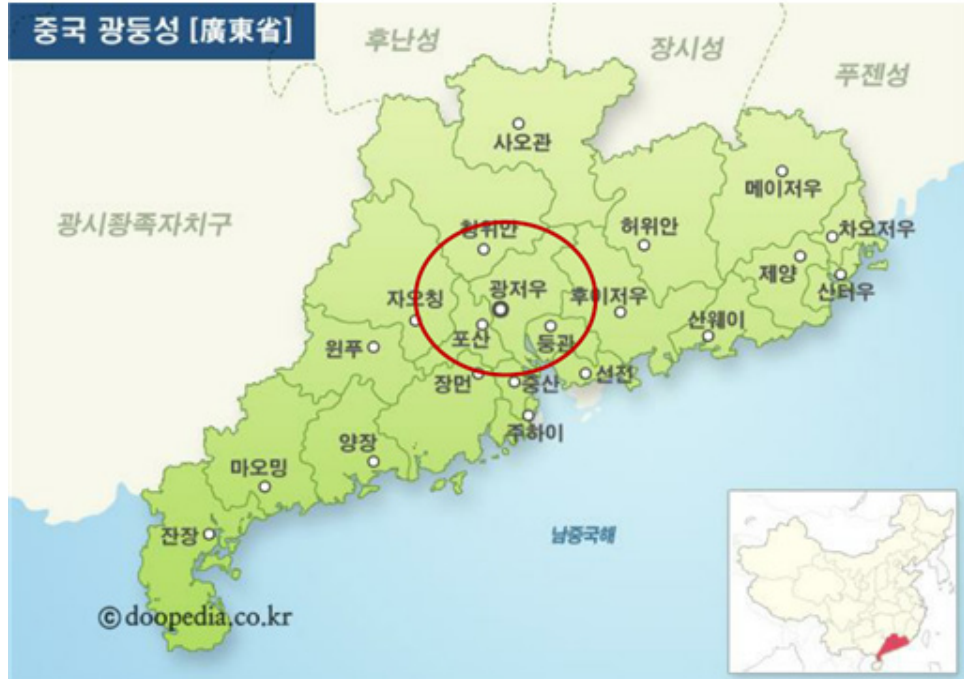 중국 광둥성 [廣東省]
후난성
장시성
푸젠성
사오관
메이저우
광시좡족자치구
칭위안
허위안
차오저우
제양
산터우
자오칭
광저우
후이저우
포산
둥관
산웨이
윈푸
장먼
중산
선전
주하이
양장
마오밍
잔장
남중국해
ⓒdoopedia.co.kr